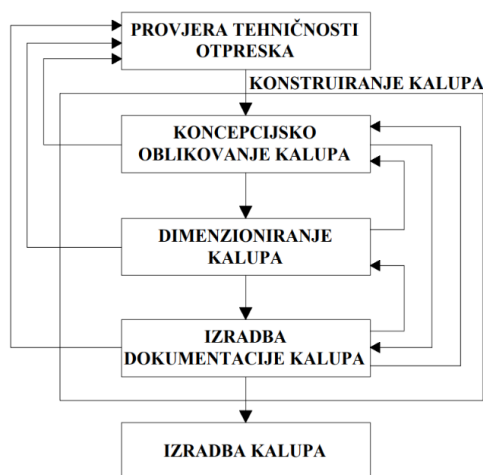 PROVJERA TEHNIČNOSTI
OTPRESKA
KONSTRUIRANJE KALUPA
KONCEPCIJSKO
OBLIKOVANJE KALUPA
DIMENZIONIRANJE
KALUPA
IZRADBA
DOKUMENTACIJE KALUPA
IZRADBA KALUPA